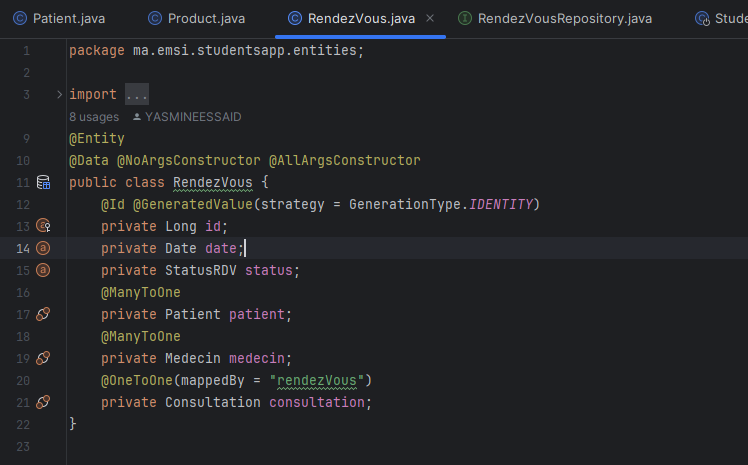 Patient.java Product.java RendezVous.java × RendezVousRepository.java Stude
1 package ma.emsi.studentsapp.entities;
2
3 import ...
8 usages YASMINEESSAID
9 @Entity
10 @Data @NoArgsConstructor @AllArgsConstructor
11 public class RendezVous {
12 @Id @GeneratedValue(strategy = GenerationType.IDENTITY)
13 private Long id;
14 private Date date;
15 private StatusRDV status;
16 @ManyToOne
17 private Patient patient;
18 @ManyToOne
19 private Medecin medecin;
20 @OneToOne(mappedBy = "rendezVous")
21 private Consultation consultation;
22 }
23